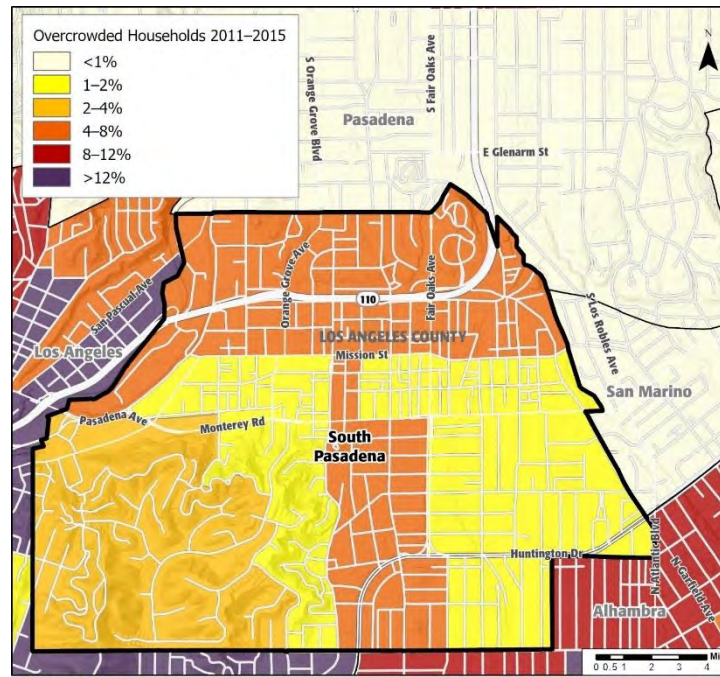 Overcrowded Households 2011–2015
<1%
1–2%
2–4%
4–8%
8–12%
>12%
N
S Orange Grove Blvd
S Fair Oaks Ave
Pasadena
E Glenarm St
San Pascual Ave
Orange Grove Ave
Fair Oaks Ave
110
Los Angeles
LOS ANGELES COUNTY
Mission St
S Los Robles Ave
San Marino
Pasadena Ave
Monterey Rd
South
Pasadena
Huntington Dr
N Atlantic Blvd
N Garfield Ave
Alhambra
0 0.5 1 2 3 4